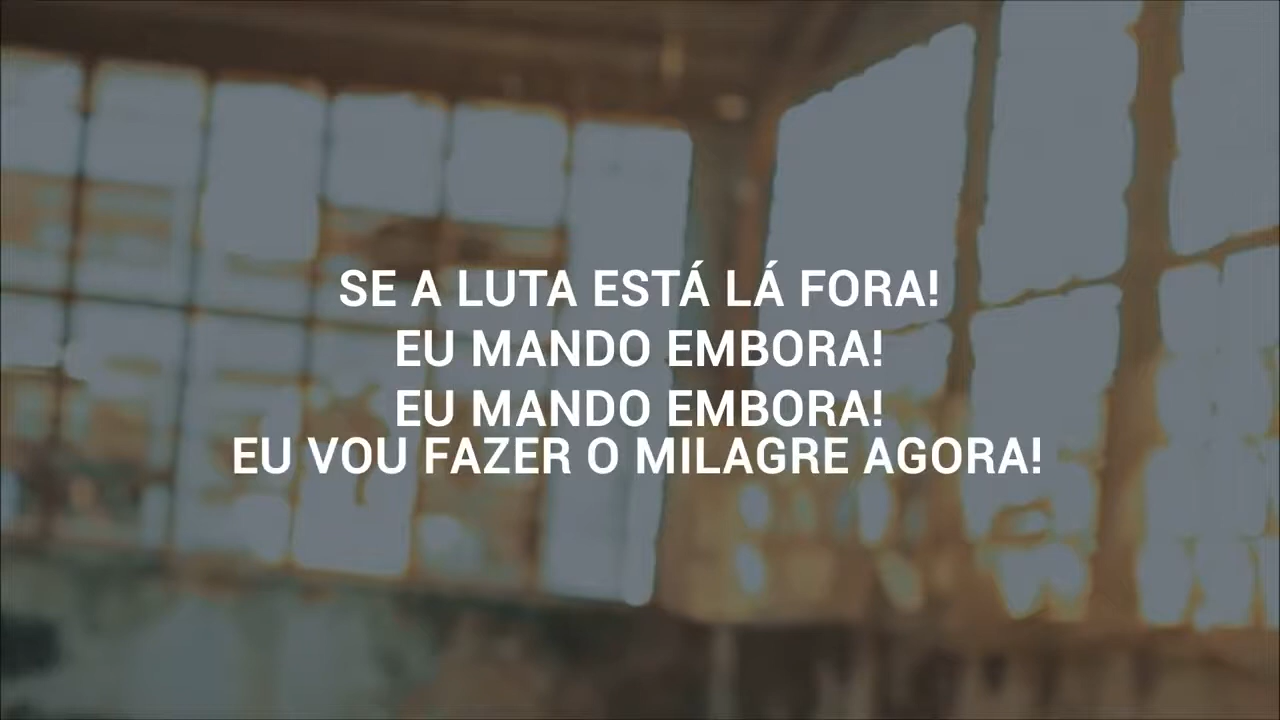 SE A LUTA ESTÁ LÁ FORA!
EU MANDO EMBORA!
EU MANDO EMBORA!
EU VOU FAZER O MILAGRE AGORA!